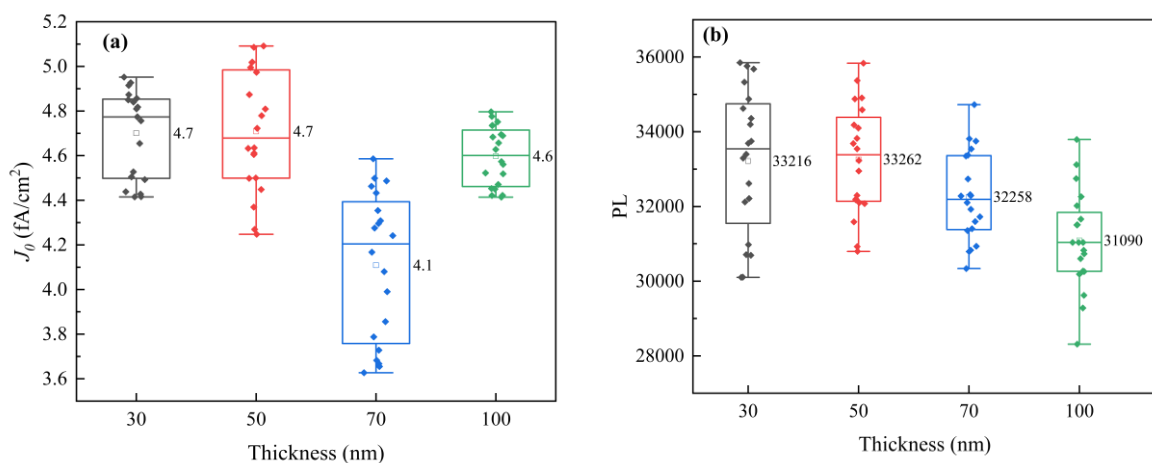 (a)
J₀ (fA/cm²)
5.2
5.0
4.8
4.6
4.4
4.2
4.0
3.8
3.6
4.7
4.7
4.1
4.6
30 50 70 100
Thickness (nm)
(b)
PL
36000
34000
32000
30000
28000
33216
33262
32258
31090
30 50 70 100
Thickness (nm)